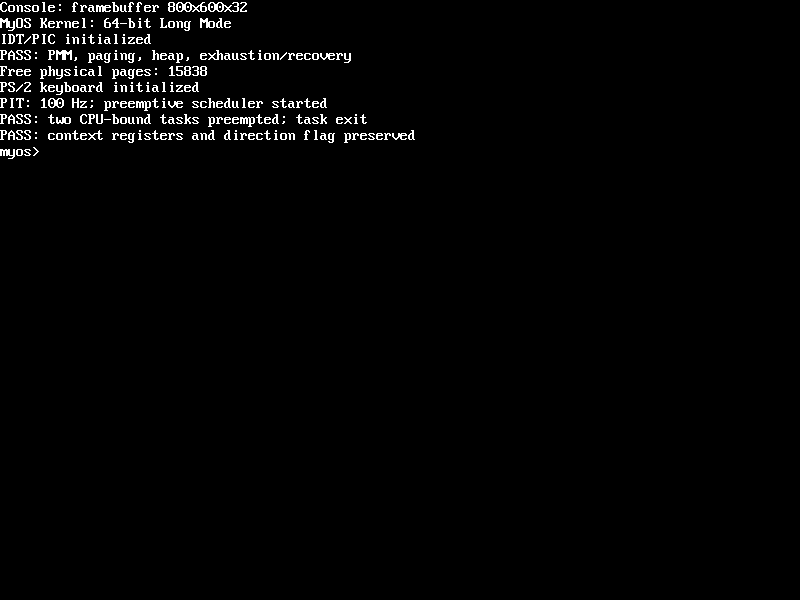 Console: framebuffer 800x600x32
MyOS Kernel: 64-bit Long Mode
IDT/PIC initialized
PASS: PMM, paging, heap, exhaustion/recovery
Free physical pages: 15838
PS/2 keyboard initialized
PIT: 100 Hz; preemptive scheduler started
PASS: two CPU-bound tasks preempted; task exit
PASS: context registers and direction flag preserved
myos>